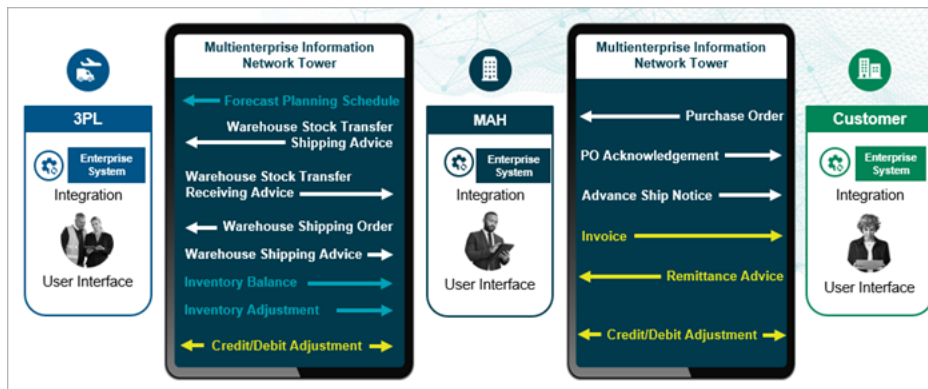 3PL
Enterprise
System
Integration
User Interface
Multienterprise Information
Network Tower
Forecast Planning Schedule
Warehouse Stock Transfer
Shipping Advice
Warehouse Stock Transfer
Receiving Advice
Warehouse Shipping Order
Warehouse Shipping Advice
Inventory Balance
Inventory Adjustment
Credit/Debit Adjustment
MAH
Enterprise
System
Integration
User Interface
Multienterprise Information
Network Tower
Purchase Order
PO Acknowledgement
Advance Ship Notice
Invoice
Remittance Advice
Credit/Debit Adjustment
Customer
Enterprise
System
Integration
User Interface